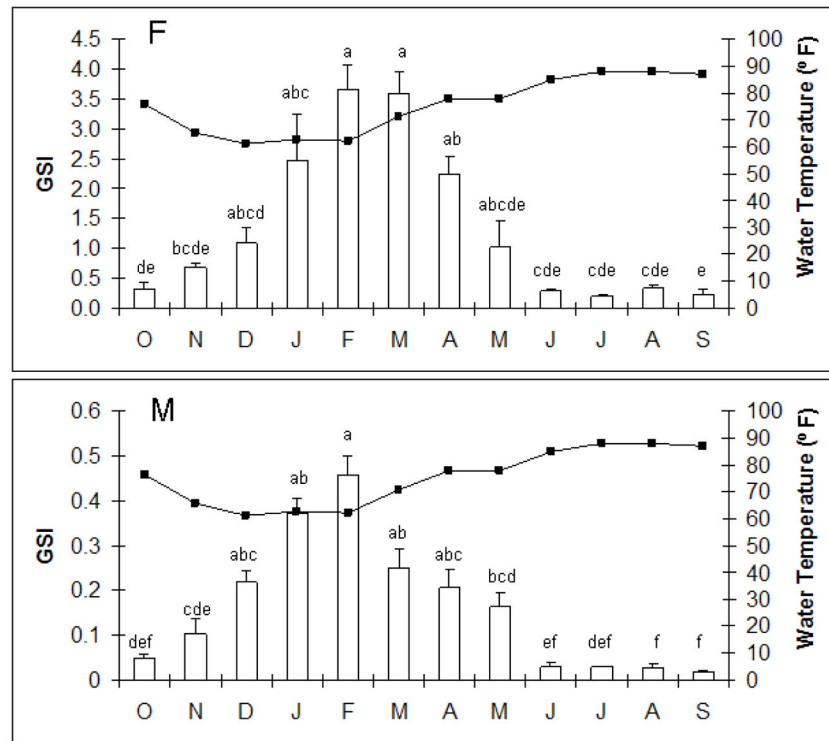 F
GSI
4.5
4.0
3.5
3.0
2.5
2.0
1.5
1.0
0.5
0.0
de
bcde
abcd
abc
a
a
ab
abcde
cde
cde
cde
e
100
90
80
70
60
50
40
30
20
10
0
Water Temperature (º F)
O N D J F M A M J J A S
M
GSI
0.6
0.5
0.4
0.3
0.2
0.1
0
def
cde
abc
ab
a
ab
abc
bcd
ef
def
f
f
100
90
80
70
60
50
40
30
20
10
0
Water Temperature (º F)
O N D J F M A M J J A S